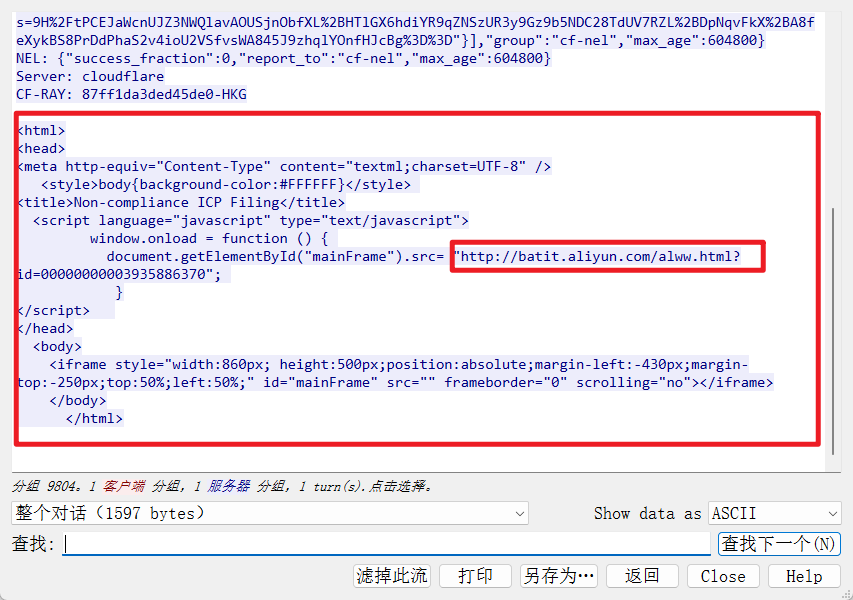 s=9H%2FtPCEJaWcnUJZ3NWQlavAOUSjnObfXL%2BHTlGX6hdiYR9qZNSzUR3y9Gz9b5NDC28TdUV7RZL%2BDpNqvFkX%2BA8f
eXykBS8PrDdPhaS2v4ioU2VSfvsWA845J9zhqlYOnfHJcBg%3D%3D"}],"group":"cf-nel","max_age":604800}
NEL: {"success_fraction":0,"report_to":"cf-nel","max_age":604800}
Server: cloudflare
CF-RAY: 87ff1da3ded45de0-HKG
<html>
<head>
<meta http-equiv="Content-Type" content="textml;charset=UTF-8" />
<style>body{background-color:#FFFFFF}</style>
<title>Non-compliance ICP Filing</title>
<script language="javascript" type="text/javascript">
window.onload = function () {
document.getElementById("mainFrame").src= "http://batit.aliyun.com/alww.html?
id=00000000003935886370";
}
</script>
</head>
<body>
<iframe style="width:860px; height:500px;position:absolute;margin-left:-430px;margin-
top:-250px;top:50%;left:50%;" id="mainFrame" src="" frameborder="0" scrolling="no"></iframe>
</body>
</html>
分组 9804。1 客户端 分组, 1 服务器 分组, 1 turn(s).点击选择。
整个对话（1597 bytes）
Show data as ASCII
查找:
查找下一个(N)
滤掉此流 打印 另存为… 返回 Close Help